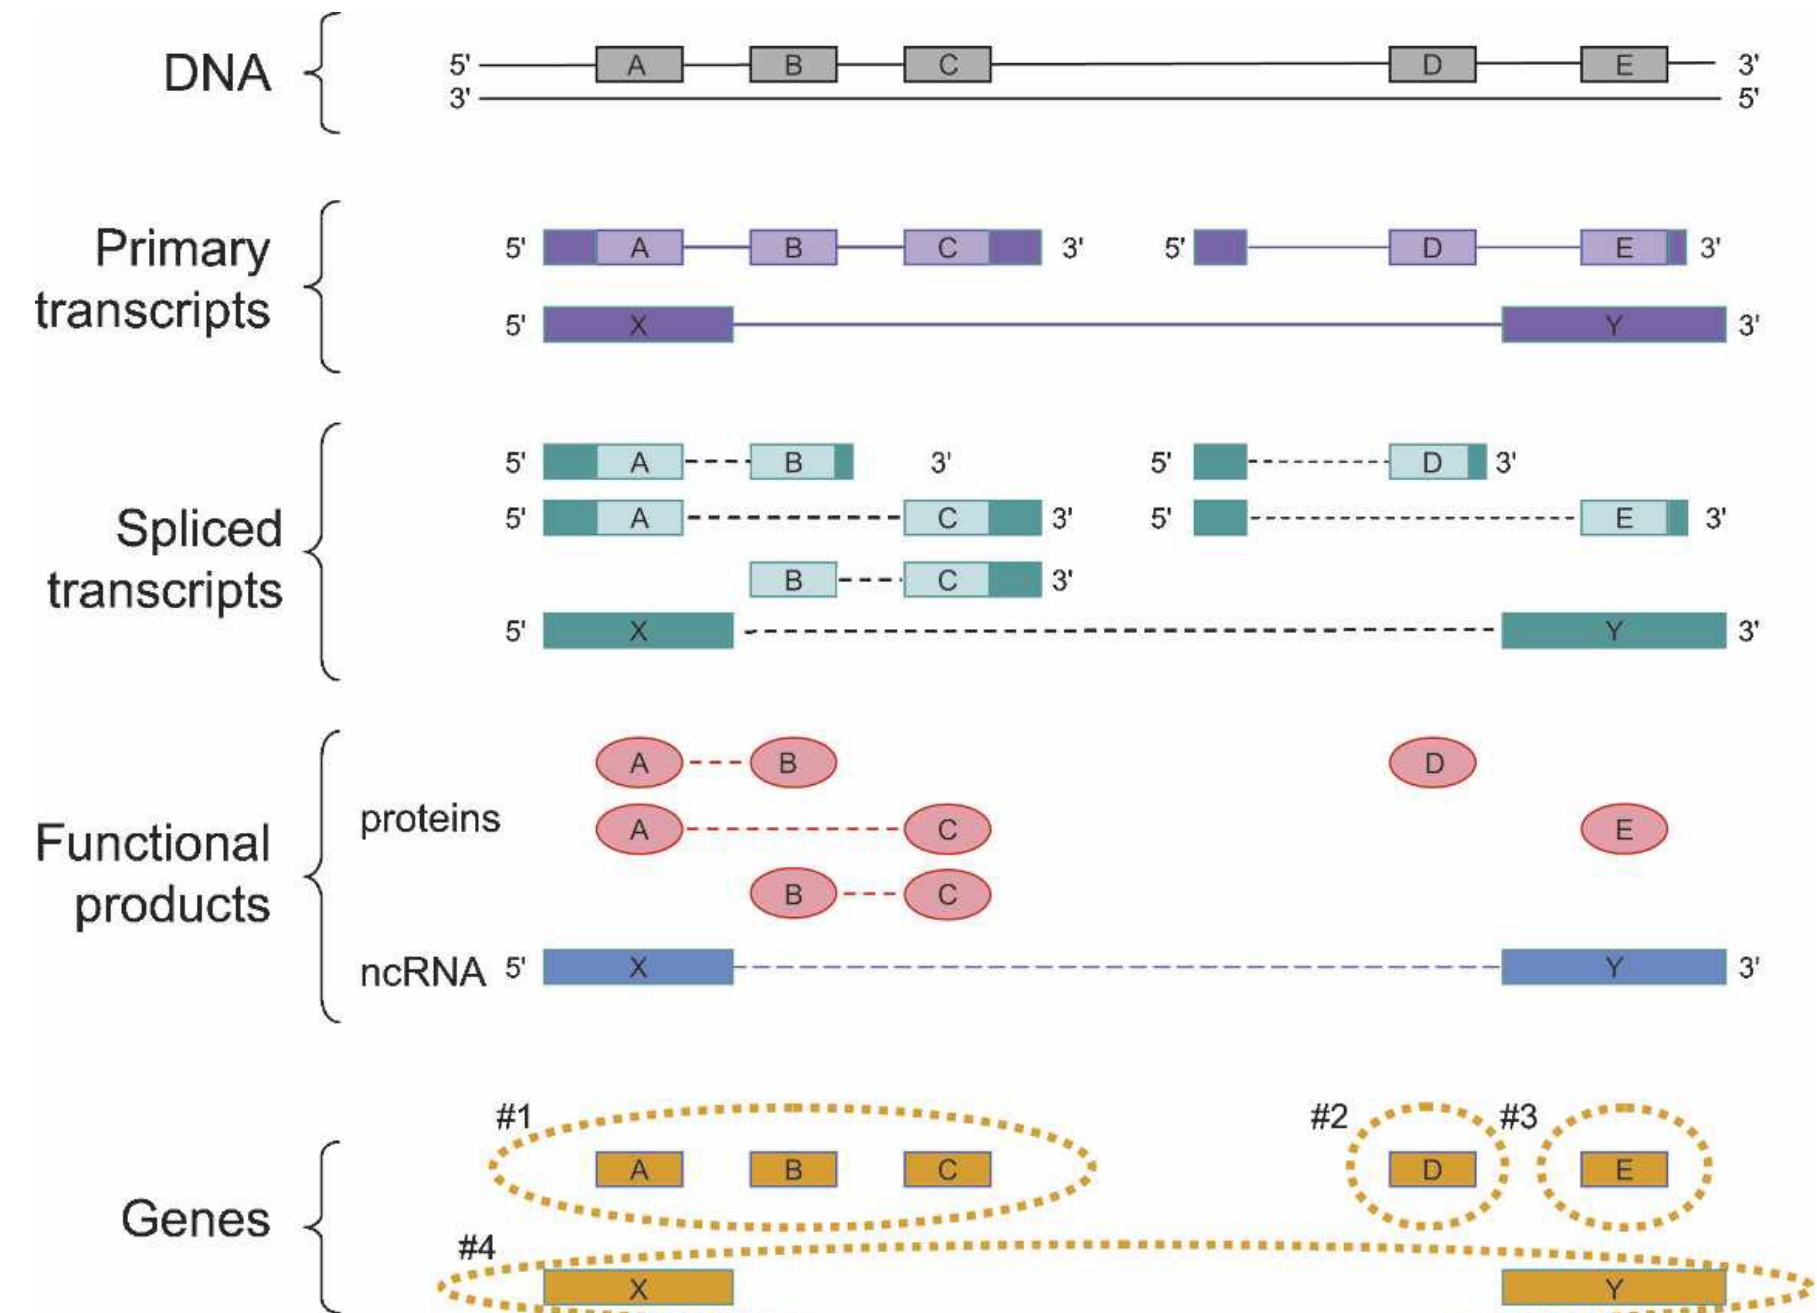 DNA
5' A B C D E 3'
3' 5'
Primary
transcripts
5' A B C 3' 5' D E 3'
5' X Y 3'
Spliced
transcripts
5' A B 3' 5' D 3'
5' A C 3' 5' E 3'
B C 3'
5' X Y 3'
Functional
products
proteins
A B D
A C E
B C
ncRNA 5' X Y 3'
Genes
#1 #2 #3
A B C D E
#4
X Y